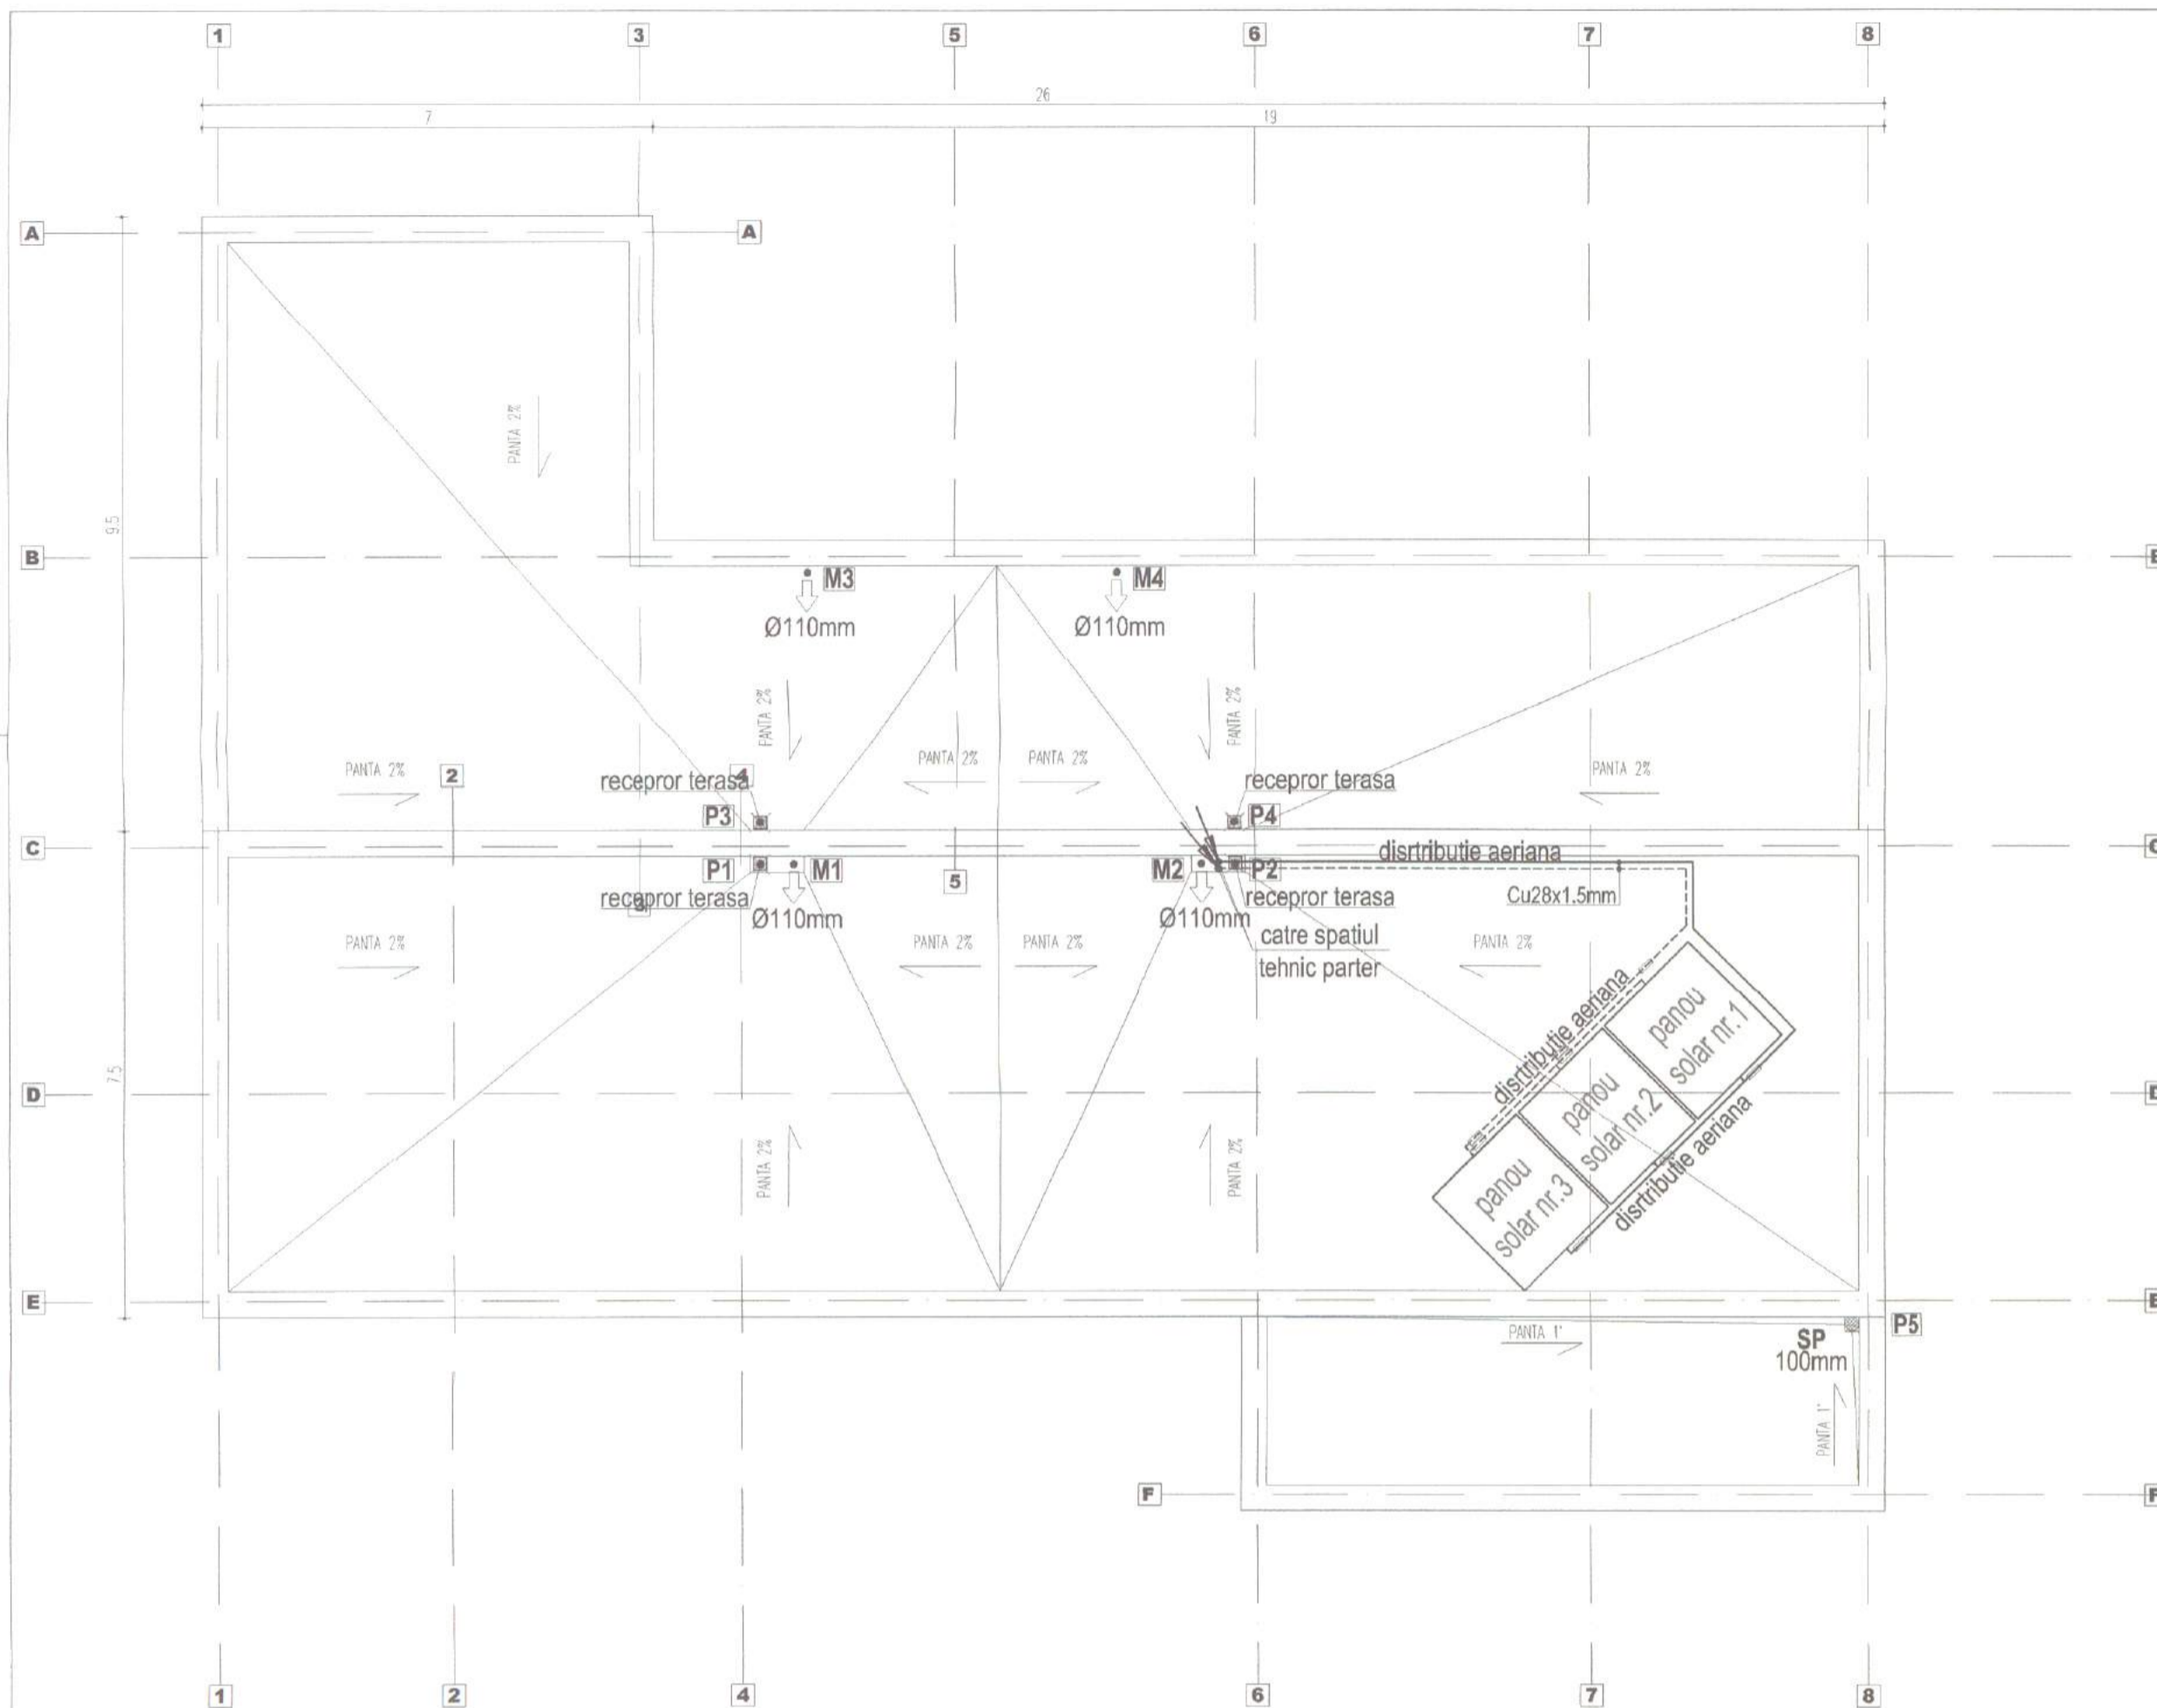 1
3
5
6
7
8
26
7
19
A
A
9.5
PANTA 2%
B
M3
M4
Ø110mm
Ø110mm
PANTA 2%
PANTA 2%
PANTA 2%
PANTA 2%
PANTA 2%
PANTA 2%
2
4
receptor terasa
receptor terasa
P3
P4
C
disrtributie aeriana
P1
M1
M2
P2
5
Cu28x1.5mm
receptor terasa
receptor terasa
Ø110mm
Ø110mm
catre spatiul
tehnic parter
PANTA 2%
PANTA 2%
PANTA 2%
PANTA 2%
disrtributie aeriana
panou
solar nr.1
7.5
D
panou
solar nr.2
disrtributie aeriana
PANTA 2%
PANTA 2%
panou
solar nr.3
E
P5
PANTA 1'
SP
100mm
PANTA 1'
F
1
2
4
6
7
8